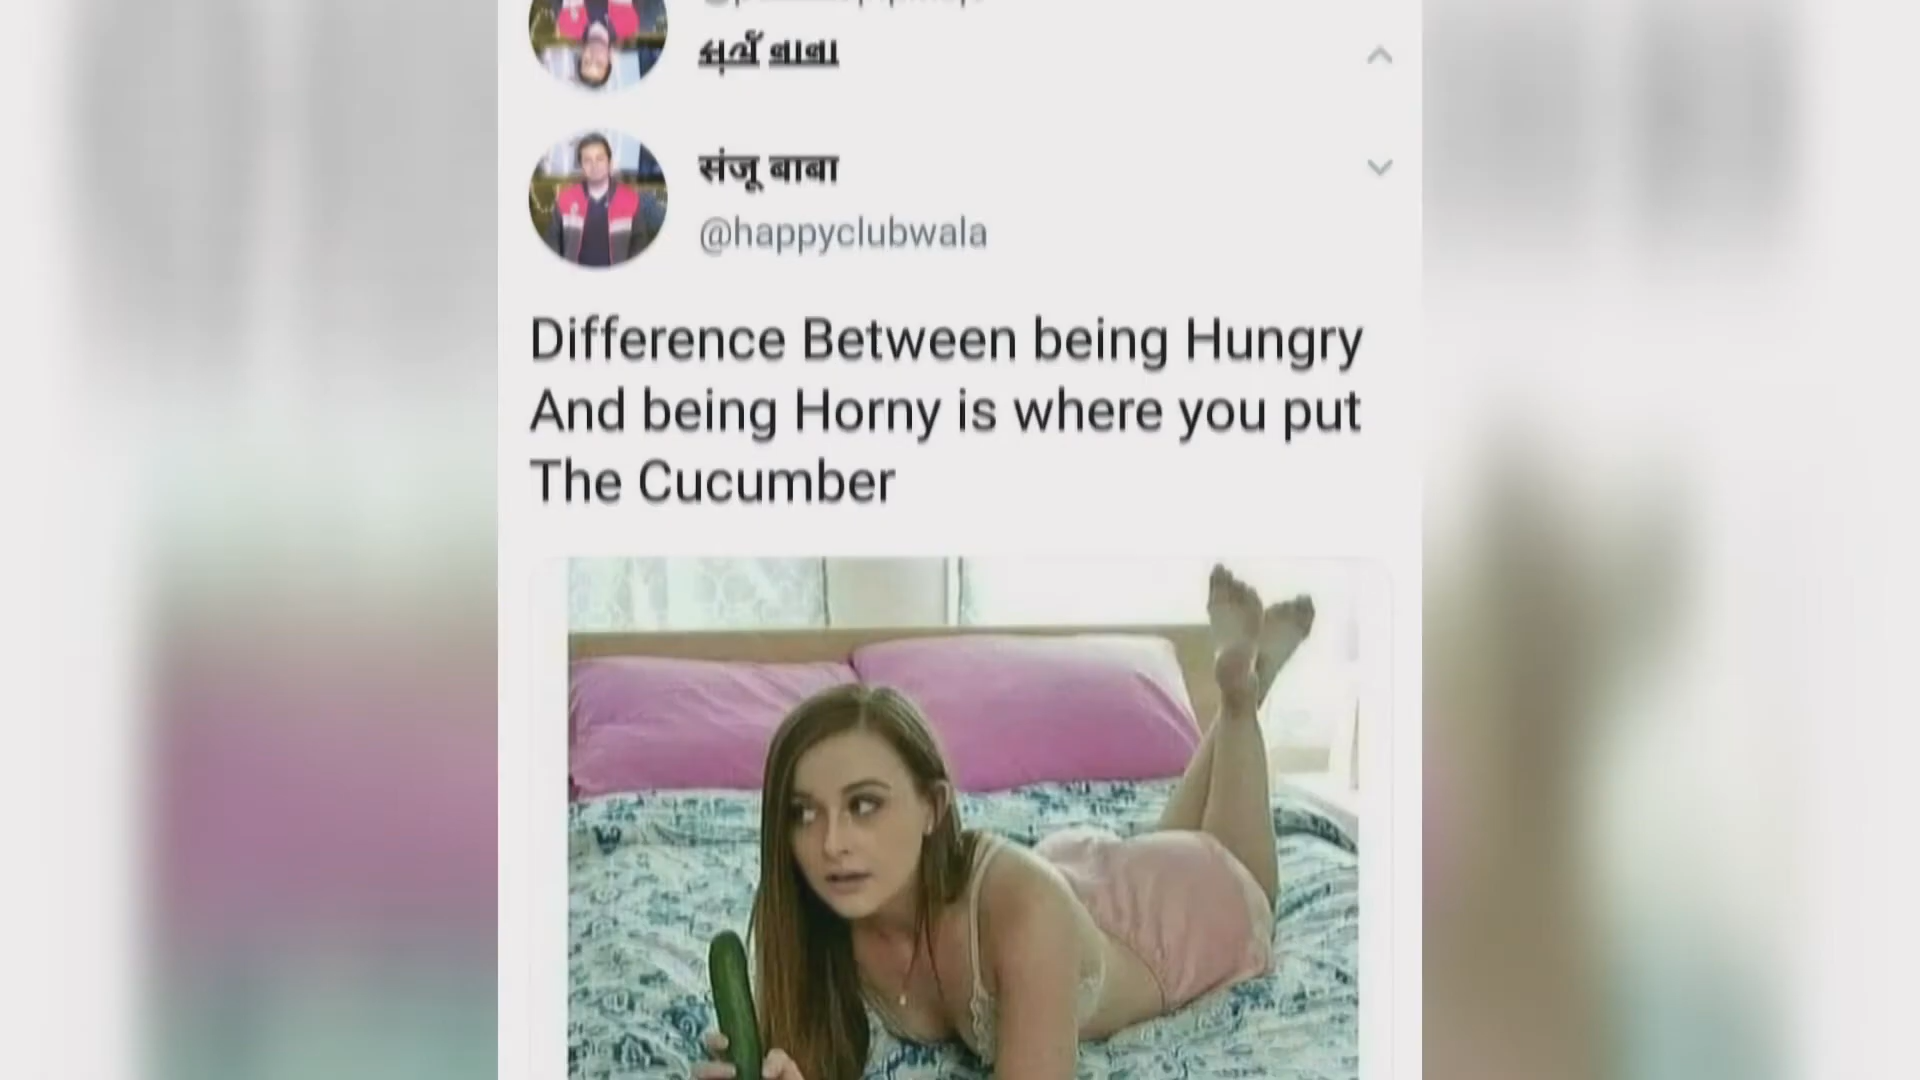 संजू बाबा
@happyclubwala
Difference Between being Hungry
And being Horny is where you put
The Cucumber